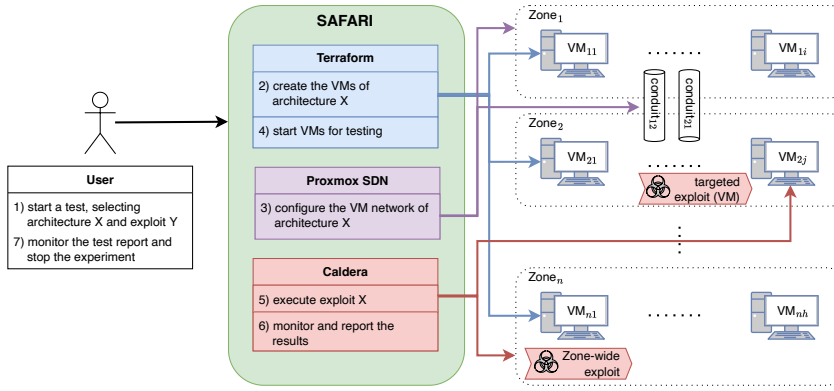 SAFARI
User
1) start a test, selecting
architecture X and exploit Y
7) monitor the test report and
stop the experiment
Terraform
2) create the VMs of
architecture X
4) start VMs for testing
Proxmox SDN
3) configure the VM network of
architecture X
Caldera
5) execute exploit X
6) monitor and report the
results
Zone₁
VM₁₁
.......
VM₁ᵢ
conduit₁₂
conduit₂₁
Zone₂
VM₂₁
.......
VM₂ⱼ
targeted
exploit (VM)
Zoneₙ
VMₙ₁
.......
VMₙₕ
Zone-wide
exploit